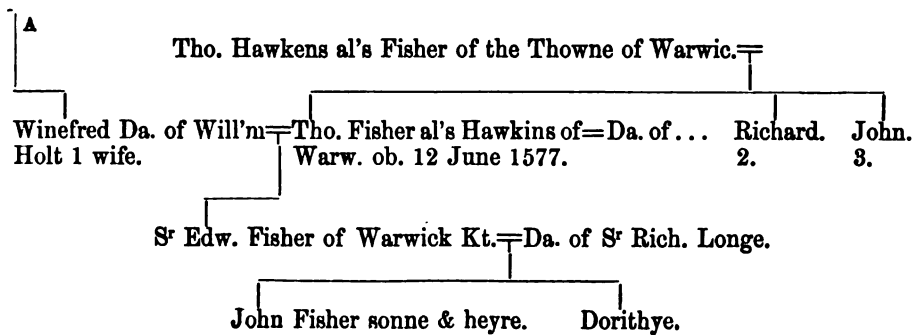 A
Tho. Hawkens al's Fisher of the Thowne of Warwic.
Winefred Da. of Will'm=Tho. Fisher al's Hawkins of=Da. of... Richard. John.
Holt 1 wife. Warw. ob. 12 June 1577. 2. 3.
Sr Edw. Fisher of Warwick Kt.=Da. of Sr Rich. Longe.
John Fisher sonne & heyre. Dorithye.